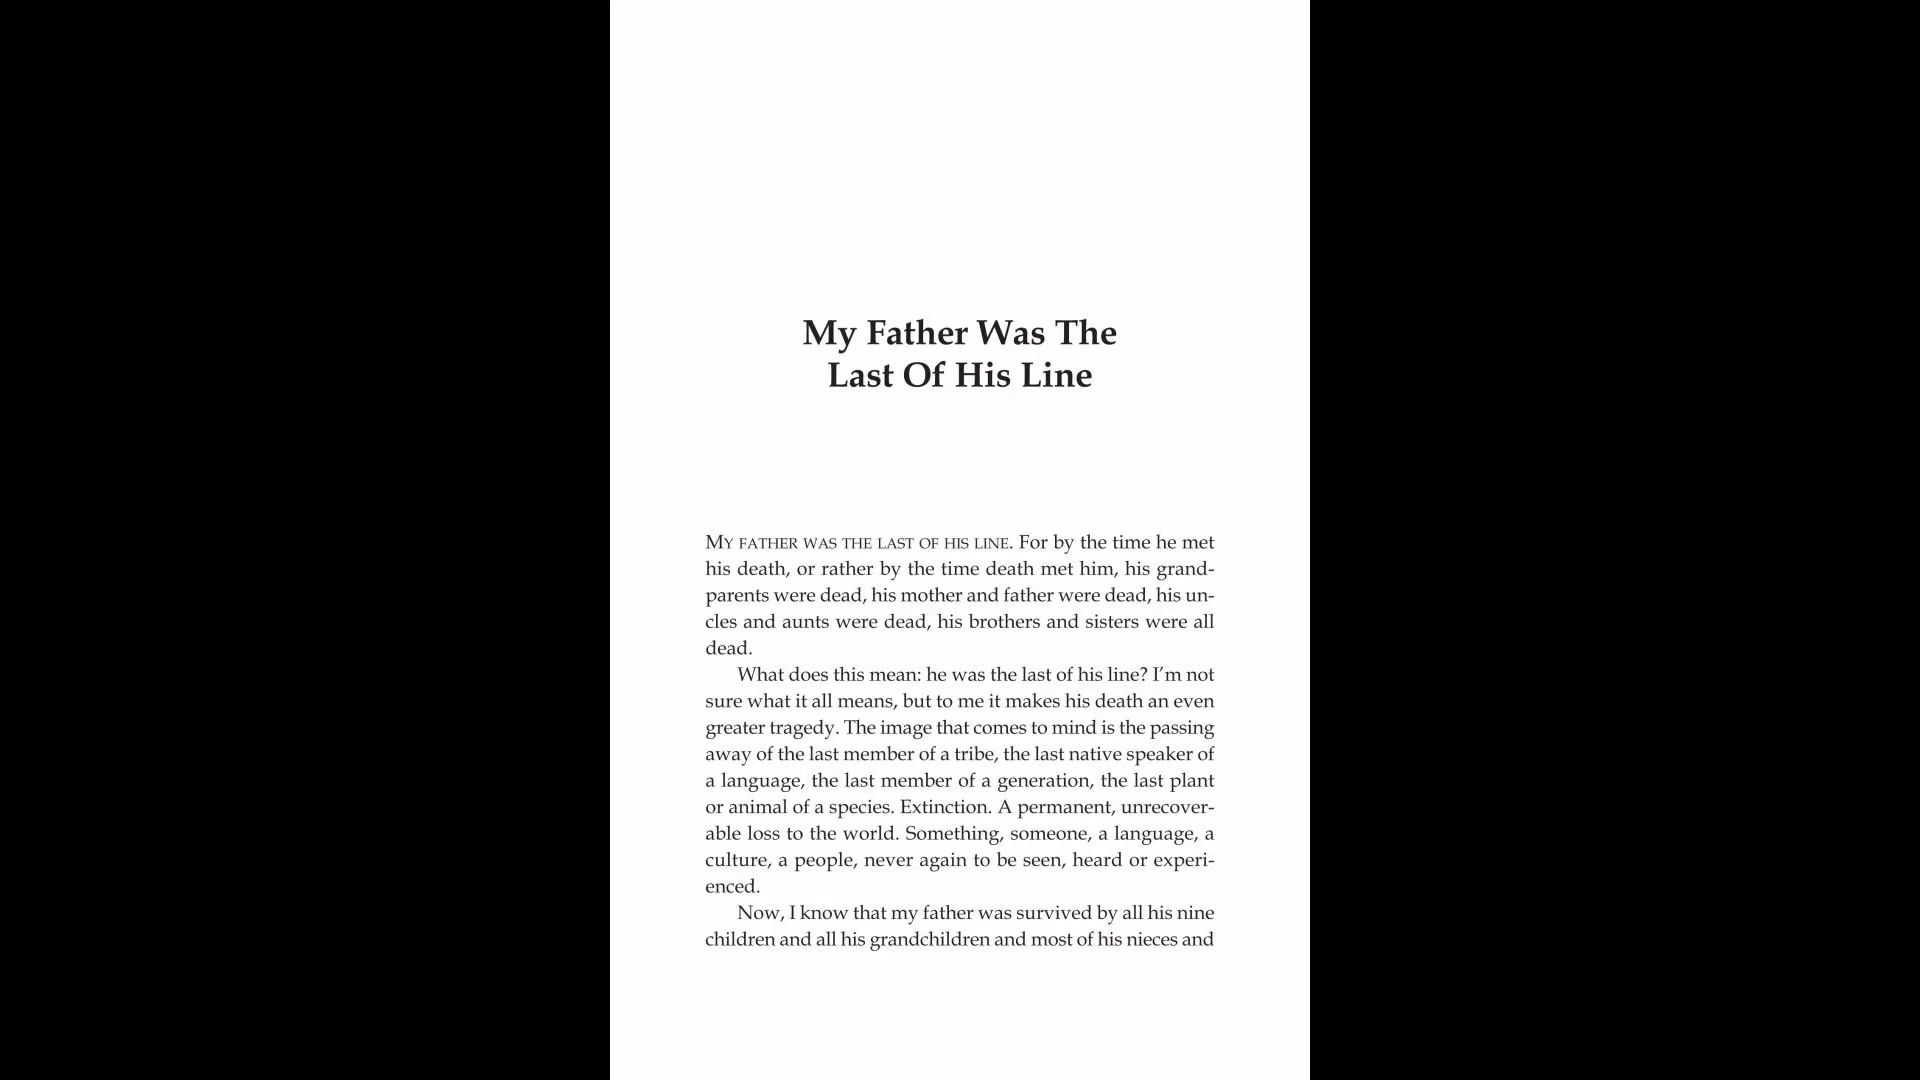 My Father Was The
Last Of His Line
MY FATHER WAS THE LAST OF HIS LINE. For by the time he met
his death, or rather by the time death met him, his grand-
parents were dead, his mother and father were dead, his un-
cles and aunts were dead, his brothers and sisters were all
dead.
What does this mean: he was the last of his line? I’m not
sure what it all means, but to me it makes his death an even
greater tragedy. The image that comes to mind is the passing
away of the last member of a tribe, the last native speaker of
a language, the last member of a generation, the last plant
or animal of a species. Extinction. A permanent, unrecover-
able loss to the world. Something, someone, a language, a
culture, a people, never again to be seen, heard or experi-
enced.
Now, I know that my father was survived by all his nine
children and all his grandchildren and most of his nieces and